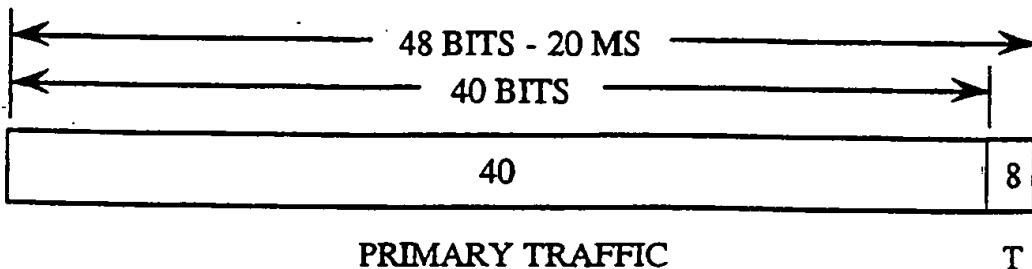 48 BITS - 20 MS
40 BITS
40 8
PRIMARY TRAFFIC T